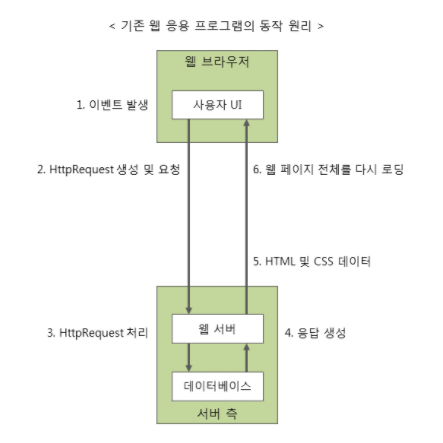 < 기존 웹 응용 프로그램의 동작 원리 >
웹 브라우저
1. 이벤트 발생
사용자 UI
2. HttpRequest 생성 및 요청
6. 웹 페이지 전체를 다시 로딩
5. HTML 및 CSS 데이터
3. HttpRequest 처리
웹 서버
4. 응답 생성
데이터베이스
서버 측